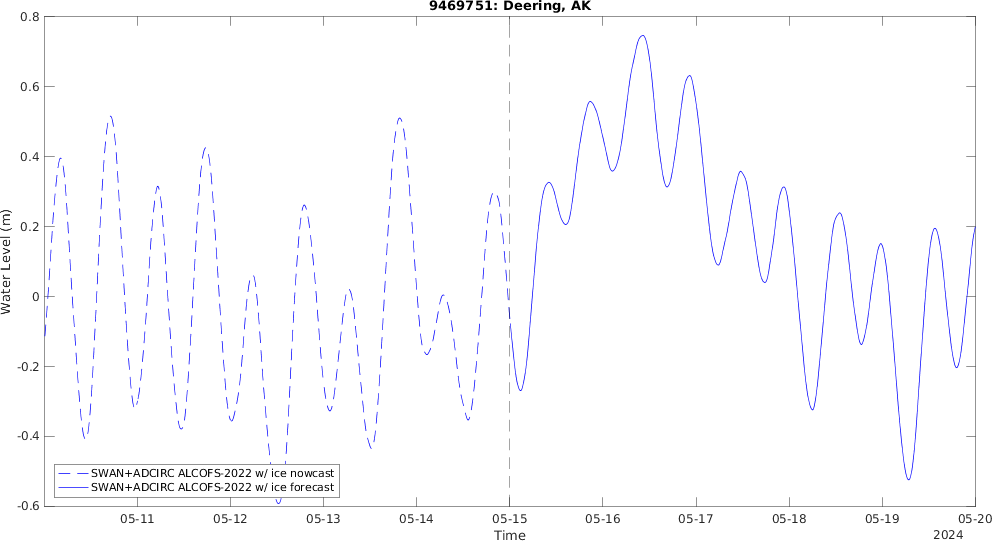 9469751: Deering, AK
0.8
0.6
0.4
0.2
0
-0.2
-0.4
-0.6
Water Level (m)
SWAN+ADCIRC ALCOFS-2022 w/ ice nowcast
SWAN+ADCIRC ALCOFS-2022 w/ ice forecast
05-11 05-12 05-13 05-14 05-15 05-16 05-17 05-18 05-19 05-20
Time
2024